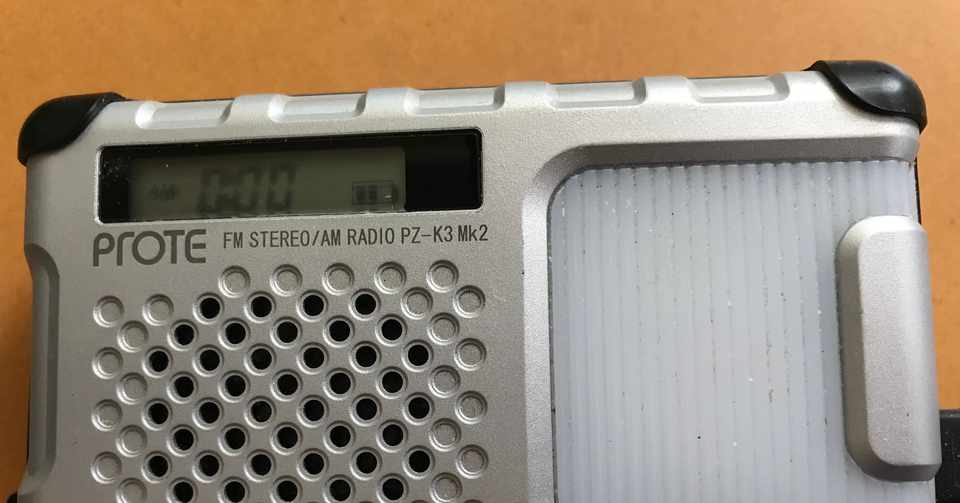 0:00
PROTE
FM STEREO/AM RADIO PZ-K3 Mk2